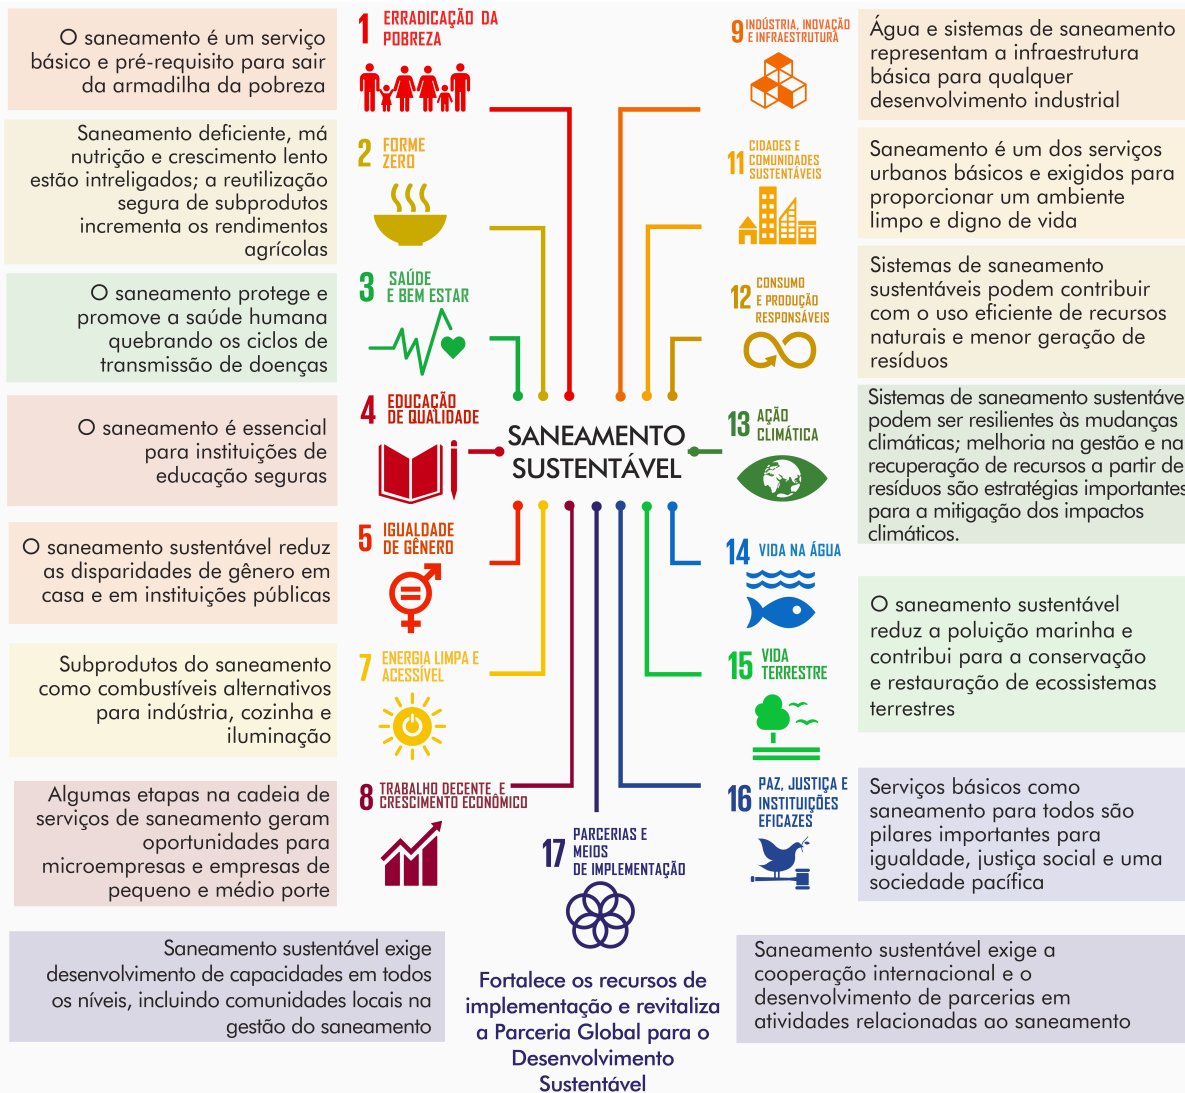 O saneamento é um serviço
básico e pré-requisito para sair
da armadilha da pobreza
1 ERRADICAÇÃO DA
POBREZA
Saneamento deficiente, má
nutrição e crescimento lento
estão intreligados; a reutilização
segura de subprodutos
incrementa os rendimentos
agrícolas
2 FORME
ZERO
O saneamento protege e
promove a saúde humana
quebrando os ciclos de
transmissão de doenças
3 SAÚDE
E BEM ESTAR
O saneamento é essencial
para instituições de
educação seguras
4 EDUCAÇÃO
DE QUALIDADE
O saneamento sustentável reduz
as disparidades de gênero em
casa e em instituições públicas
5 IGUALDADE
DE GÊNERO
Subprodutos do saneamento
como combustíveis alternativos
para indústria, cozinha e
iluminação
7 ENERGIA LIMPA E
ACESSÍVEL
Algumas etapas na cadeia de
serviços de saneamento geram
oportunidades para
microempresas e empresas de
pequeno e médio porte
8 TRABALHO DECENTE E
CRESCIMENTO ECONÔMICO
SANEAMENTO
SUSTENTÁVEL
9 INDÚSTRIA, INOVAÇÃO
E INFRAESTRUTURA
Água e sistemas de saneamento
representam a infraestrutura
básica para qualquer
desenvolvimento industrial
11 CIDADES E
COMUNIDADES
SUSTENTÁVEIS
Saneamento é um dos serviços
urbanos básicos e exigidos para
proporcionar um ambiente
limpo e digno de vida
12 CONSUMO
E PRODUÇÃO
RESPONSÁVEIS
Sistemas de saneamento
sustentáveis podem contribuir
com o uso eficiente de recursos
naturais e menor geração de
resíduos
13 AÇÃO
CLIMÁTICA
Sistemas de saneamento sustentáve
podem ser resilientes às mudanças
climáticas; melhoria na gestão e na
recuperação de recursos a partir de
resíduos são estratégias importantes
para a mitigação dos impactos
climáticos.
14 VIDA NA ÁGUA
15 VIDA
TERRESTRE
O saneamento sustentável
reduz a poluição marinha e
contribui para a conservação
e restauração de ecossistemas
terrestres
16 PAZ, JUSTIÇA E
INSTITUIÇÕES
EFICAZES
Serviços básicos como
saneamento para todos são
pilares importantes para
igualdade, justiça social e uma
sociedade pacífica
17 PARCERIAS E
MEIOS
DE IMPLEMENTAÇÃO
Saneamento sustentável exige
desenvolvimento de capacidades em todos
os níveis, incluindo comunidades locais na
gestão do saneamento
Fortalece os recursos de
implementação e revitaliza
a Parceria Global para o
Desenvolvimento
Sustentável
Saneamento sustentável exige a
cooperação internacional e o
desenvolvimento de parcerias em
atividades relacionadas ao saneamento